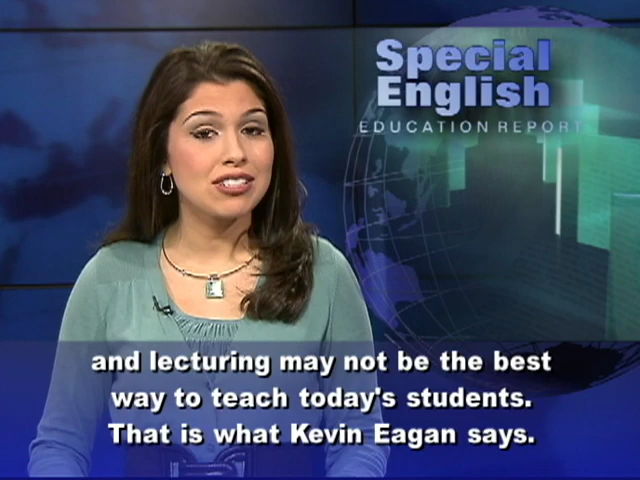 Special
English
EDUCATION REPORT
and lecturing may not be the best
way to teach today's students.
That is what Kevin Eagan says.